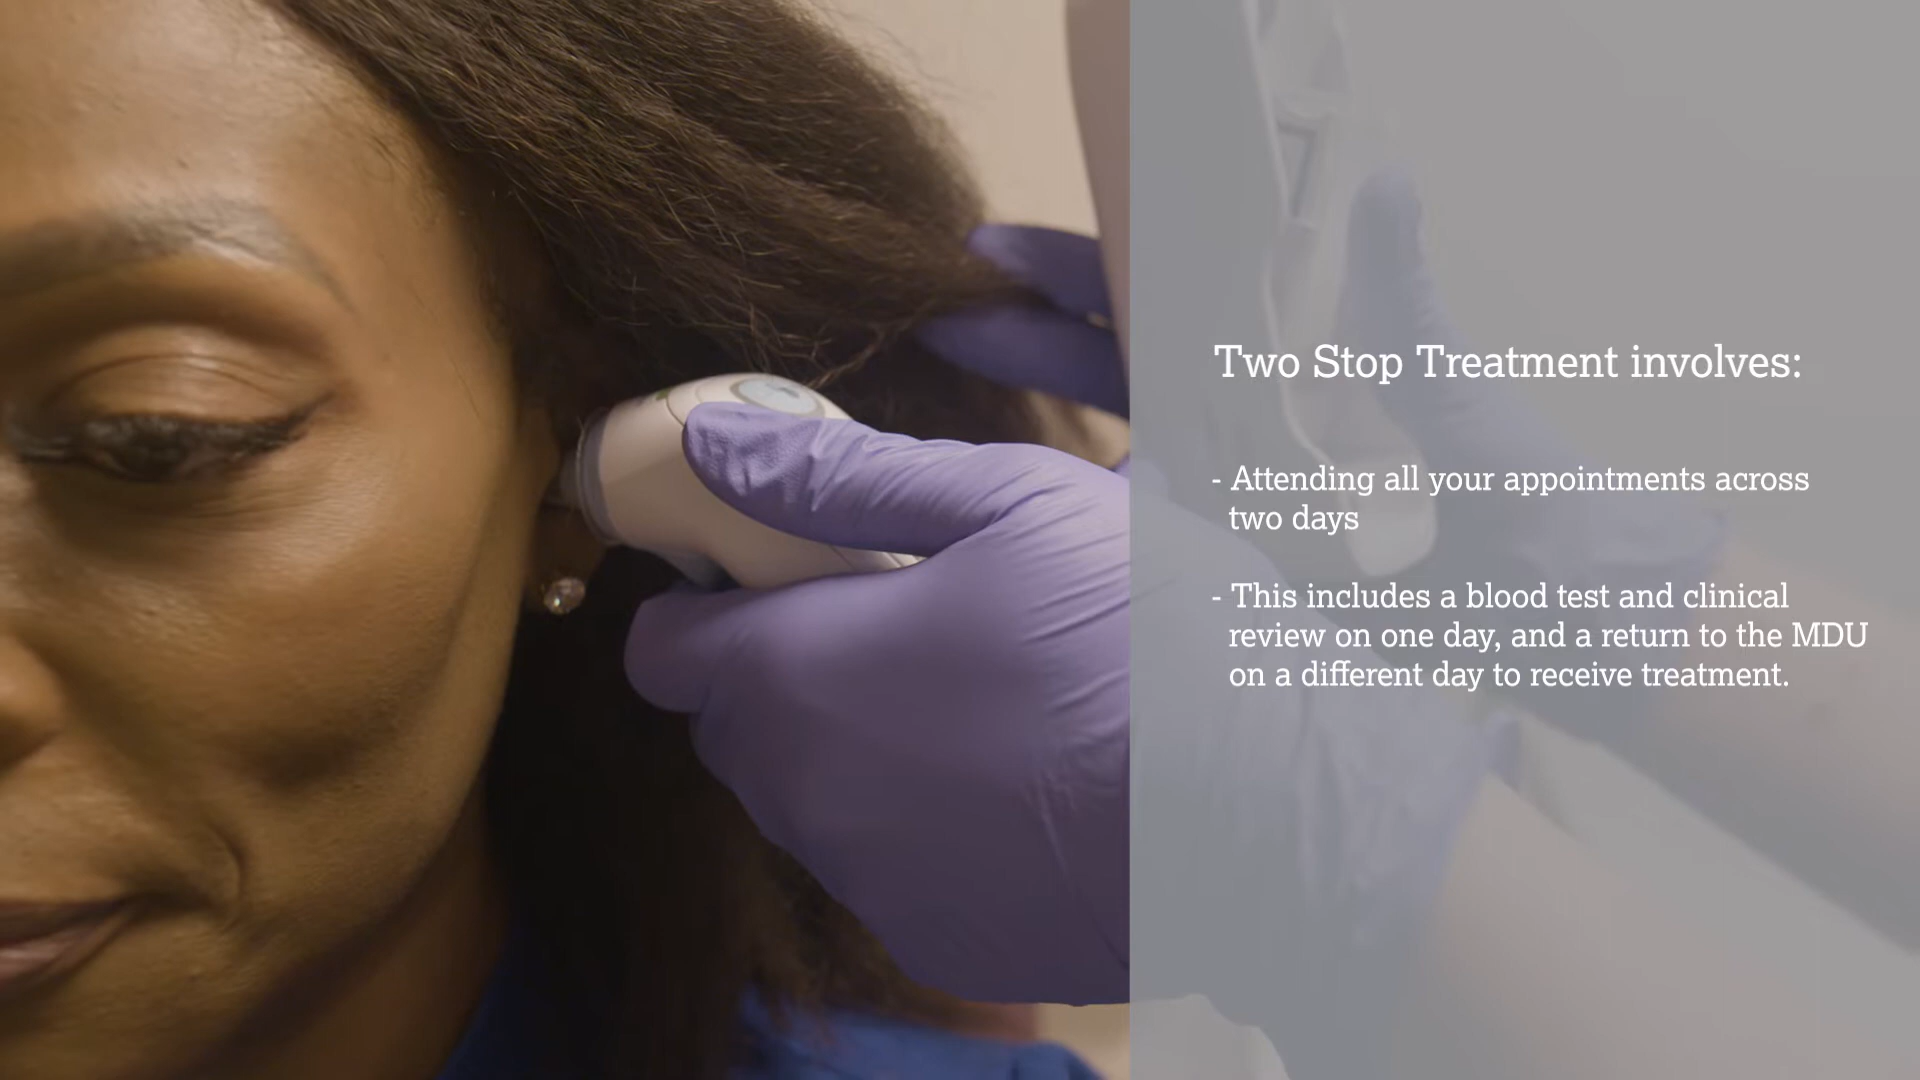 Two Stop Treatment involves:
- Attending all your appointments across
two days
- This includes a blood test and clinical
review on one day, and a return to the MDU
on a different day to receive treatment.